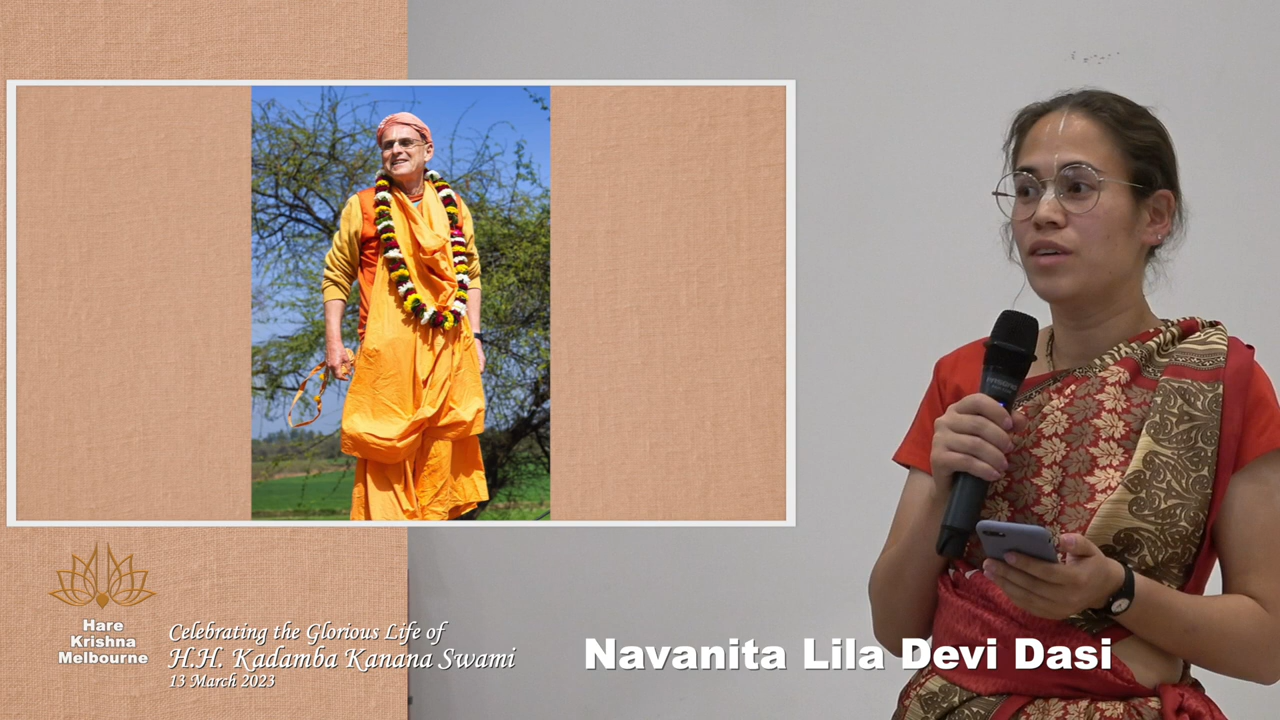 Hare
Krishna
Melbourne
Celebrating the Glorious Life of
H.H. Kadamba Kanana Swami
13 March 2023
Navanita Lila Devi Dasi